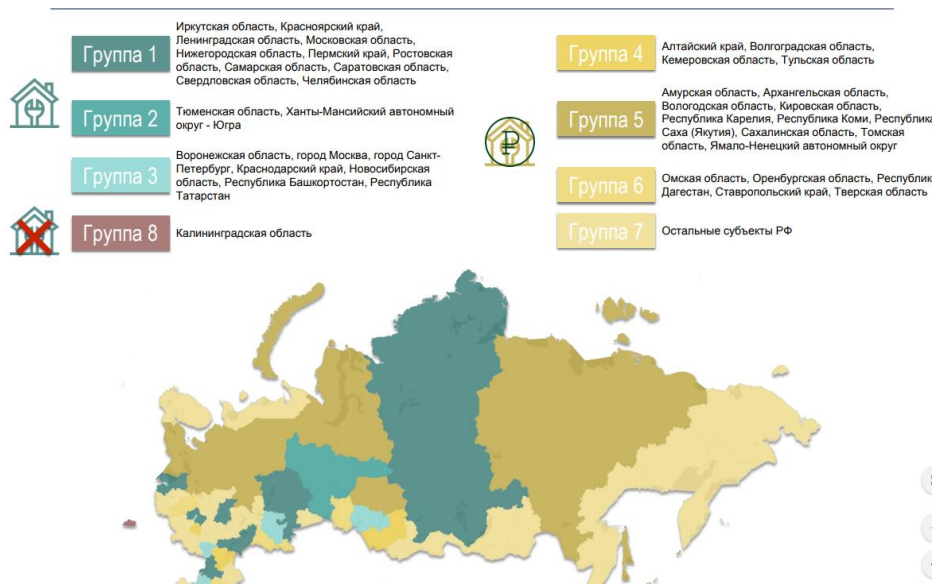 Группа 1
Иркутская область, Красноярский край,
Ленинградская область, Московская область,
Нижегородская область, Пермский край, Ростовская
область, Самарская область, Саратовская область,
Свердловская область, Челябинская область
Группа 2
Тюменская область, Ханты-Мансийский автономный
округ - Югра
Группа 3
Воронежская область, город Москва, город Санкт-
Петербург, Краснодарский край, Новосибирская
область, Республика Башкортостан, Республика
Татарстан
Группа 8
Калининградская область
Группа 4
Алтайский край, Волгоградская область,
Кемеровская область, Тульская область
Группа 5
Амурская область, Архангельская область,
Вологодская область, Кировская область,
Республика Карелия, Республика Коми, Республика
Саха (Якутия), Сахалинская область, Томская
область, Ямало-Ненецкий автономный округ
Группа 6
Омская область, Оренбургская область, Республик
Дагестан, Ставропольский край, Тверская область
Группа 7
Остальные субъекты РФ